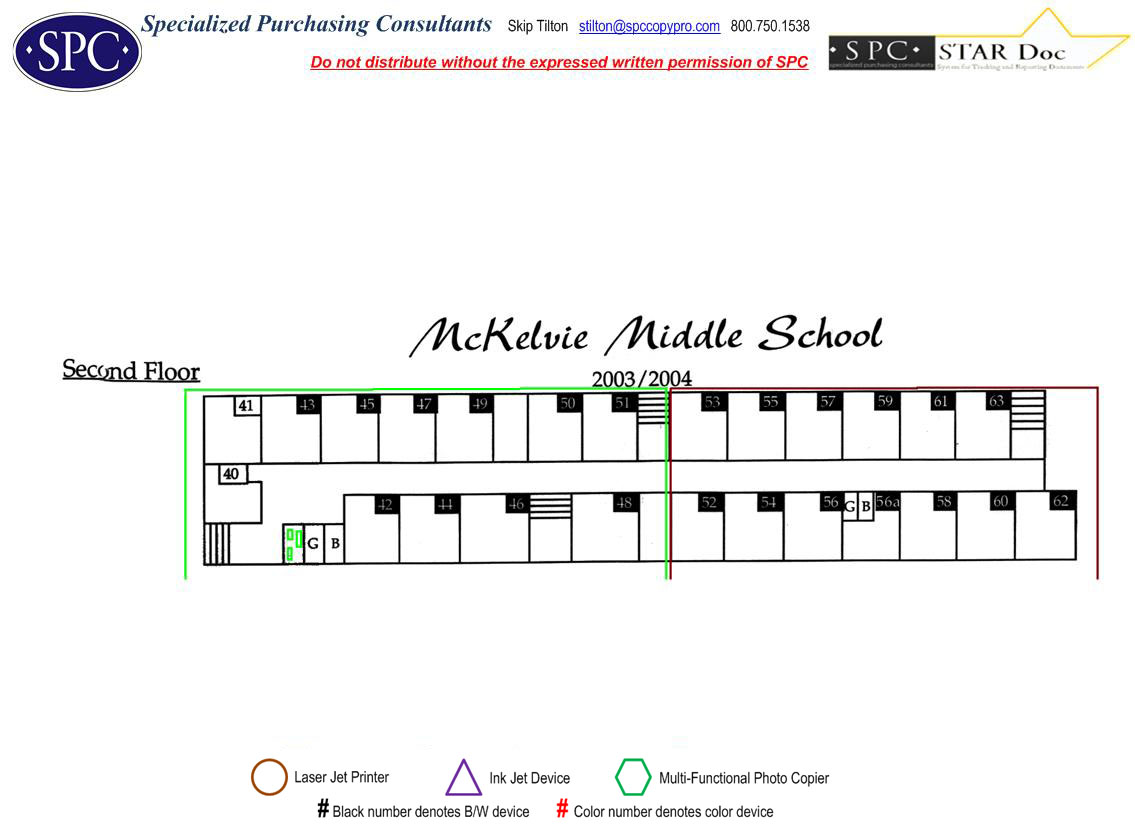 SPC
Specialized Purchasing Consultants Skip Tilton stilton@spccopypro.com 800.750.1538
Do not distribute without the expressed written permission of SPC
·SPC· STAR Doc
specialized purchasing consultants System for Tracking and Reporting Documents
McKelvie Middle School
Second Floor
2003/2004
41 43 45 47 49 50 51 53 55 57 59 61 63
40
42 44 46 48 52 54 56 G B 56a 58 60 62
G B
Laser Jet Printer Ink Jet Device Multi-Functional Photo Copier
# Black number denotes B/W device # Color number denotes color device